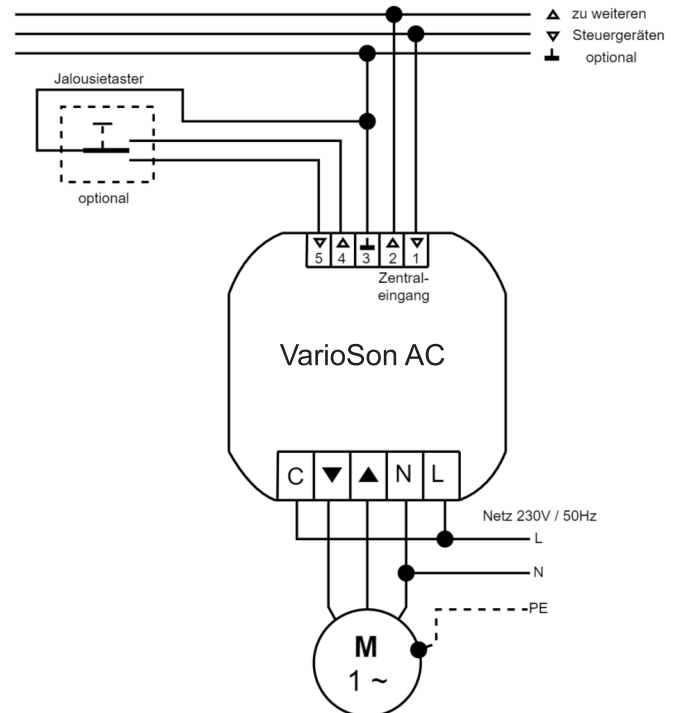 zu weiteren
Steuergeräten
optional
Jalousietaster
optional
5 4 3 2 1
Zentral-
eingang
VarioSon AC
C N L
Netz 230V / 50Hz
L
N
PE
M
1 ~